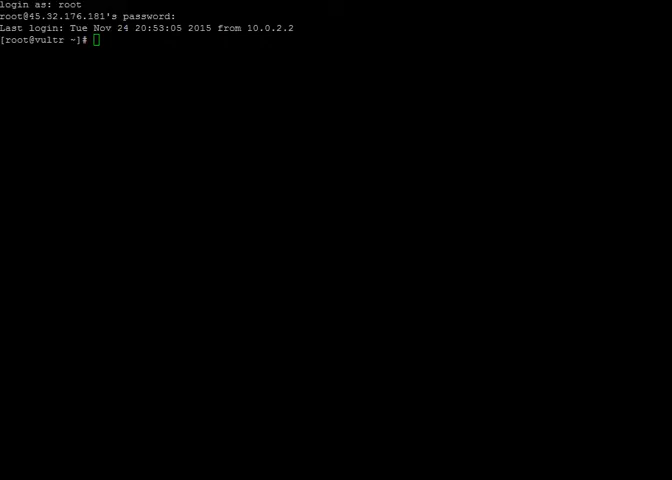 login as: root
root@45.32.176.181's password:
Last login: Tue Nov 24 20:53:05 2015 from 10.0.2.2
[root@vultr ~]#